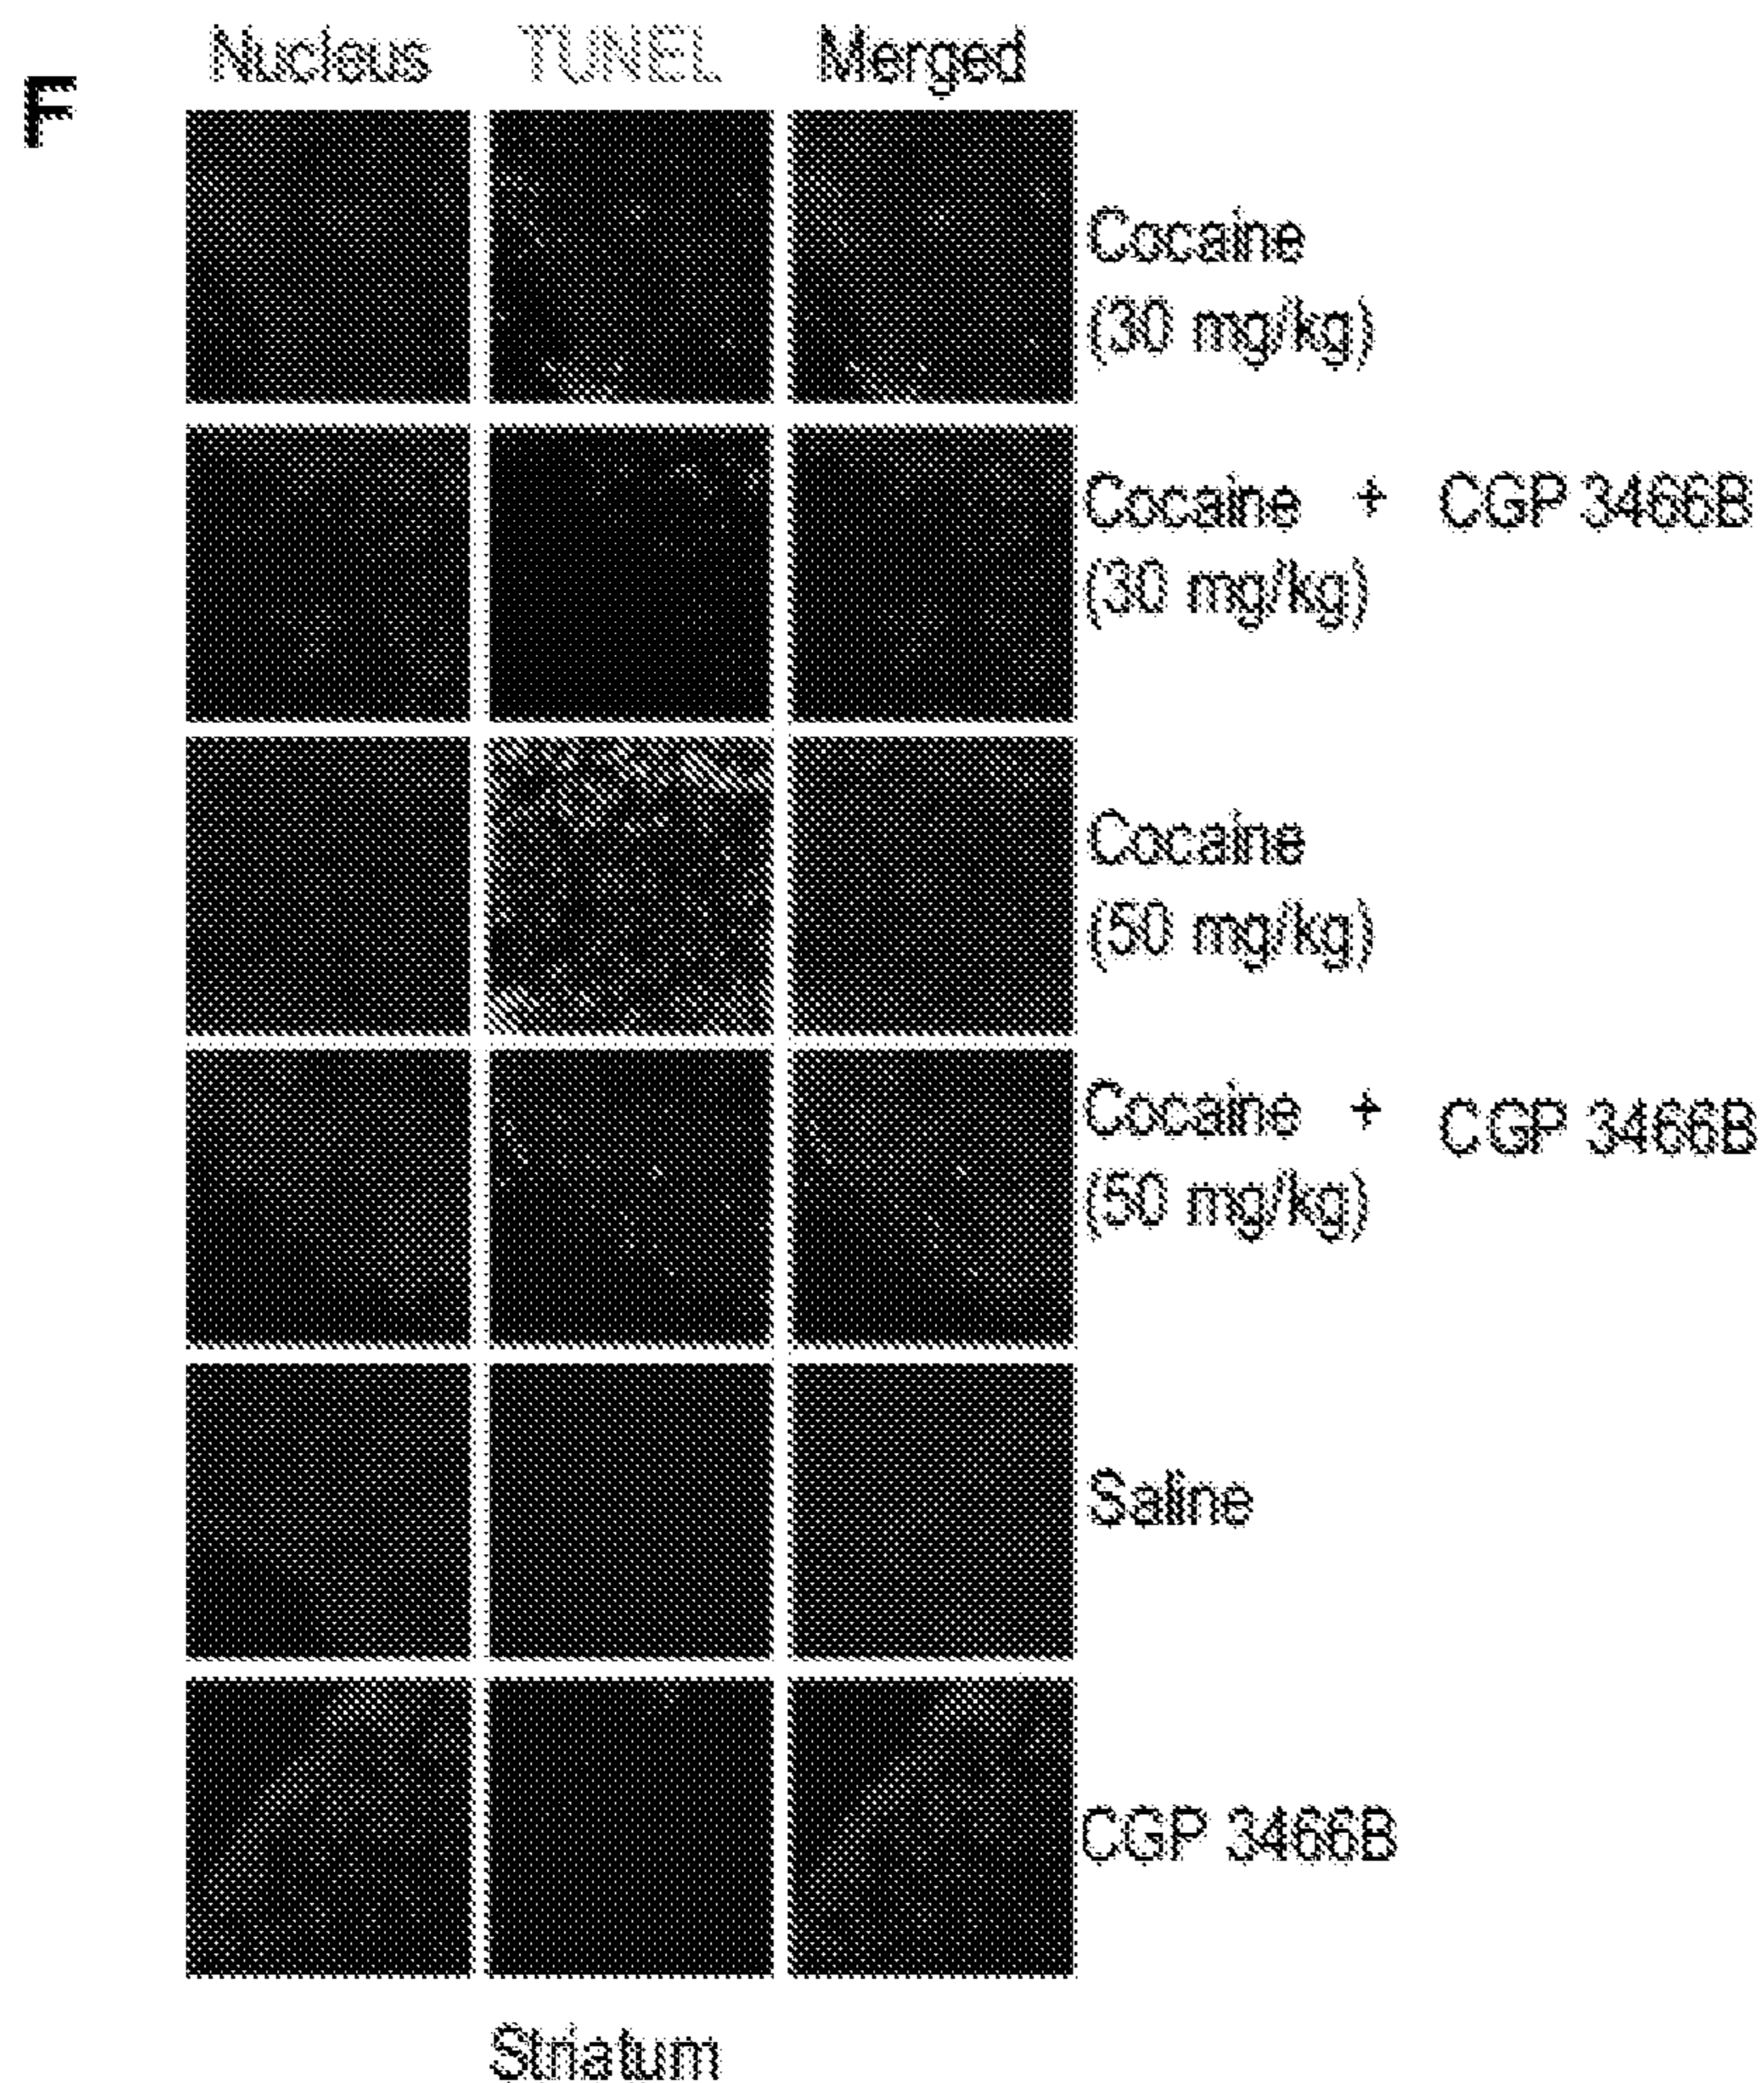 F
Nucleus TUNEL Merged
Cocaine
(30 mg/kg)
Cocaine + CGP 3466B
(30 mg/kg)
Cocaine
(50 mg/kg)
Cocaine + CGP 3466B
(50 mg/kg)
Saline
CGP 3466B
Striatum